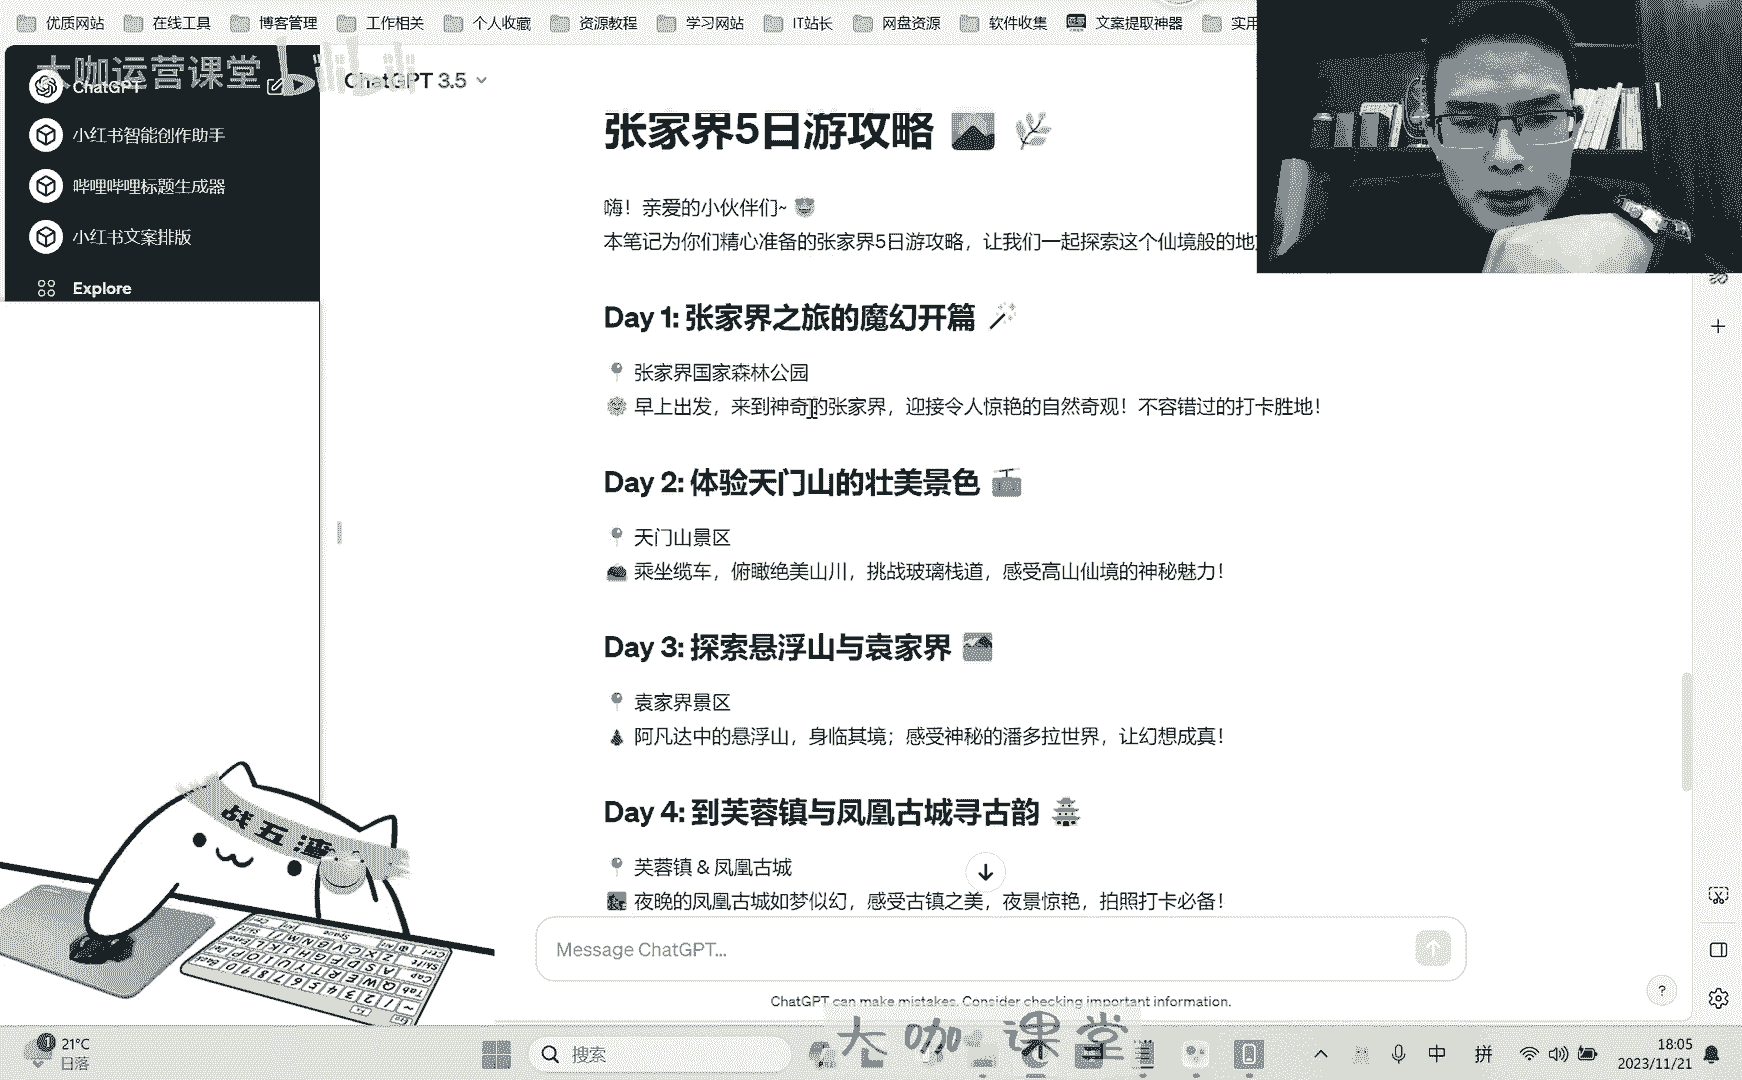 优质网站 在线工具 博客管理 工作相关 个人收藏 资源教程 学习网站 IT站长 网盘资源 软件收集 文案提取神器 实用
大咖运营课堂 bilibili
ChatGPT
ChatGPT 3.5
小红书智能创作助手
哔哩哔哩标题生成器
小红书文案排版
Explore
张家界5日游攻略
嗨！亲爱的小伙伴们~
本笔记为你们精心准备的张家界5日游攻略，让我们一起探索这个仙境般的地
Day 1: 张家界之旅的魔幻开篇
张家界国家森林公园
早上出发，来到神奇的张家界，迎接令人惊艳的自然奇观！不容错过的打卡胜地！
Day 2: 体验天门山的壮美景色
天门山景区
乘坐缆车，俯瞰绝美山川，挑战玻璃栈道，感受高山仙境的神秘魅力！
Day 3: 探索悬浮山与袁家界
袁家界景区
阿凡达中的悬浮山，身临其境；感受神秘的潘多拉世界，让幻想成真！
Day 4: 到芙蓉镇与凤凰古城寻古韵
芙蓉镇 & 凤凰古城
夜晚的凤凰古城如梦似幻，感受古镇之美，夜景惊艳，拍照打卡必备！
战五渣
Message ChatGPT...
ChatGPT can make mistakes. Consider checking important information.
?
大咖 课堂
1
21°C
日落
搜索
中 拼
18:05
2023/11/21